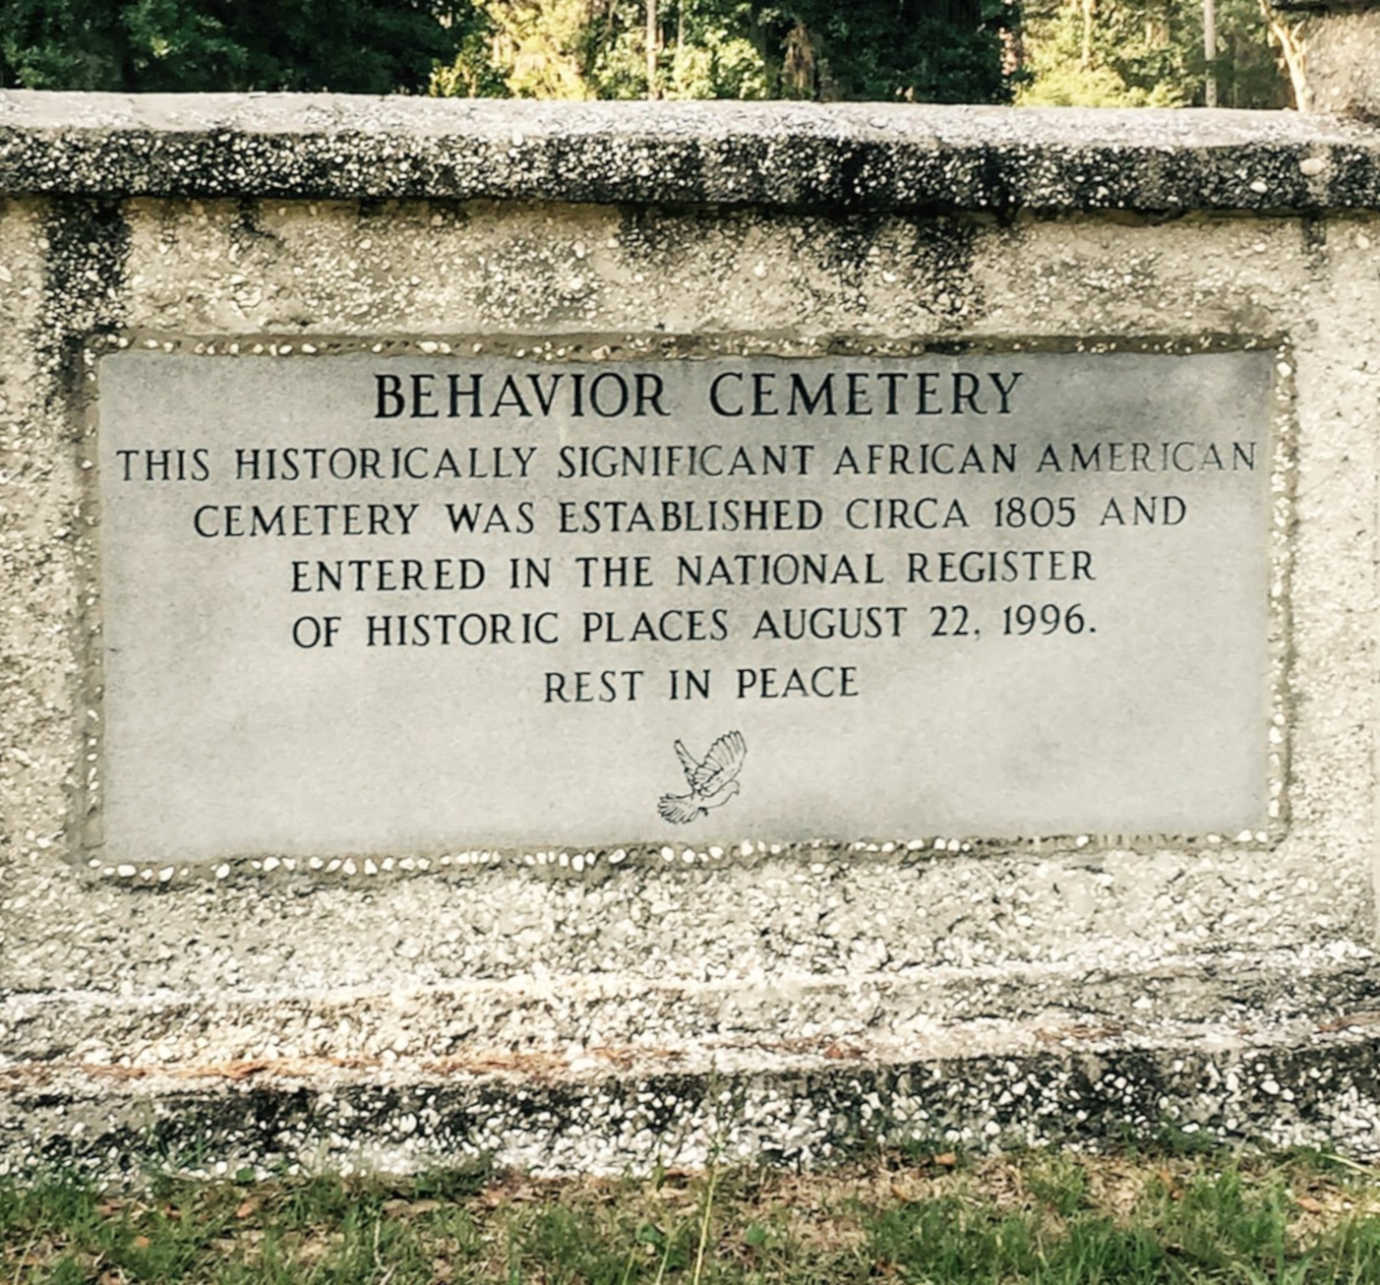 BEHAVIOR CEMETERY
THIS HISTORICALLY SIGNIFICANT AFRICAN AMERICAN
CEMETERY WAS ESTABLISHED CIRCA 1805 AND
ENTERED IN THE NATIONAL REGISTER
OF HISTORIC PLACES AUGUST 22, 1996.
REST IN PEACE